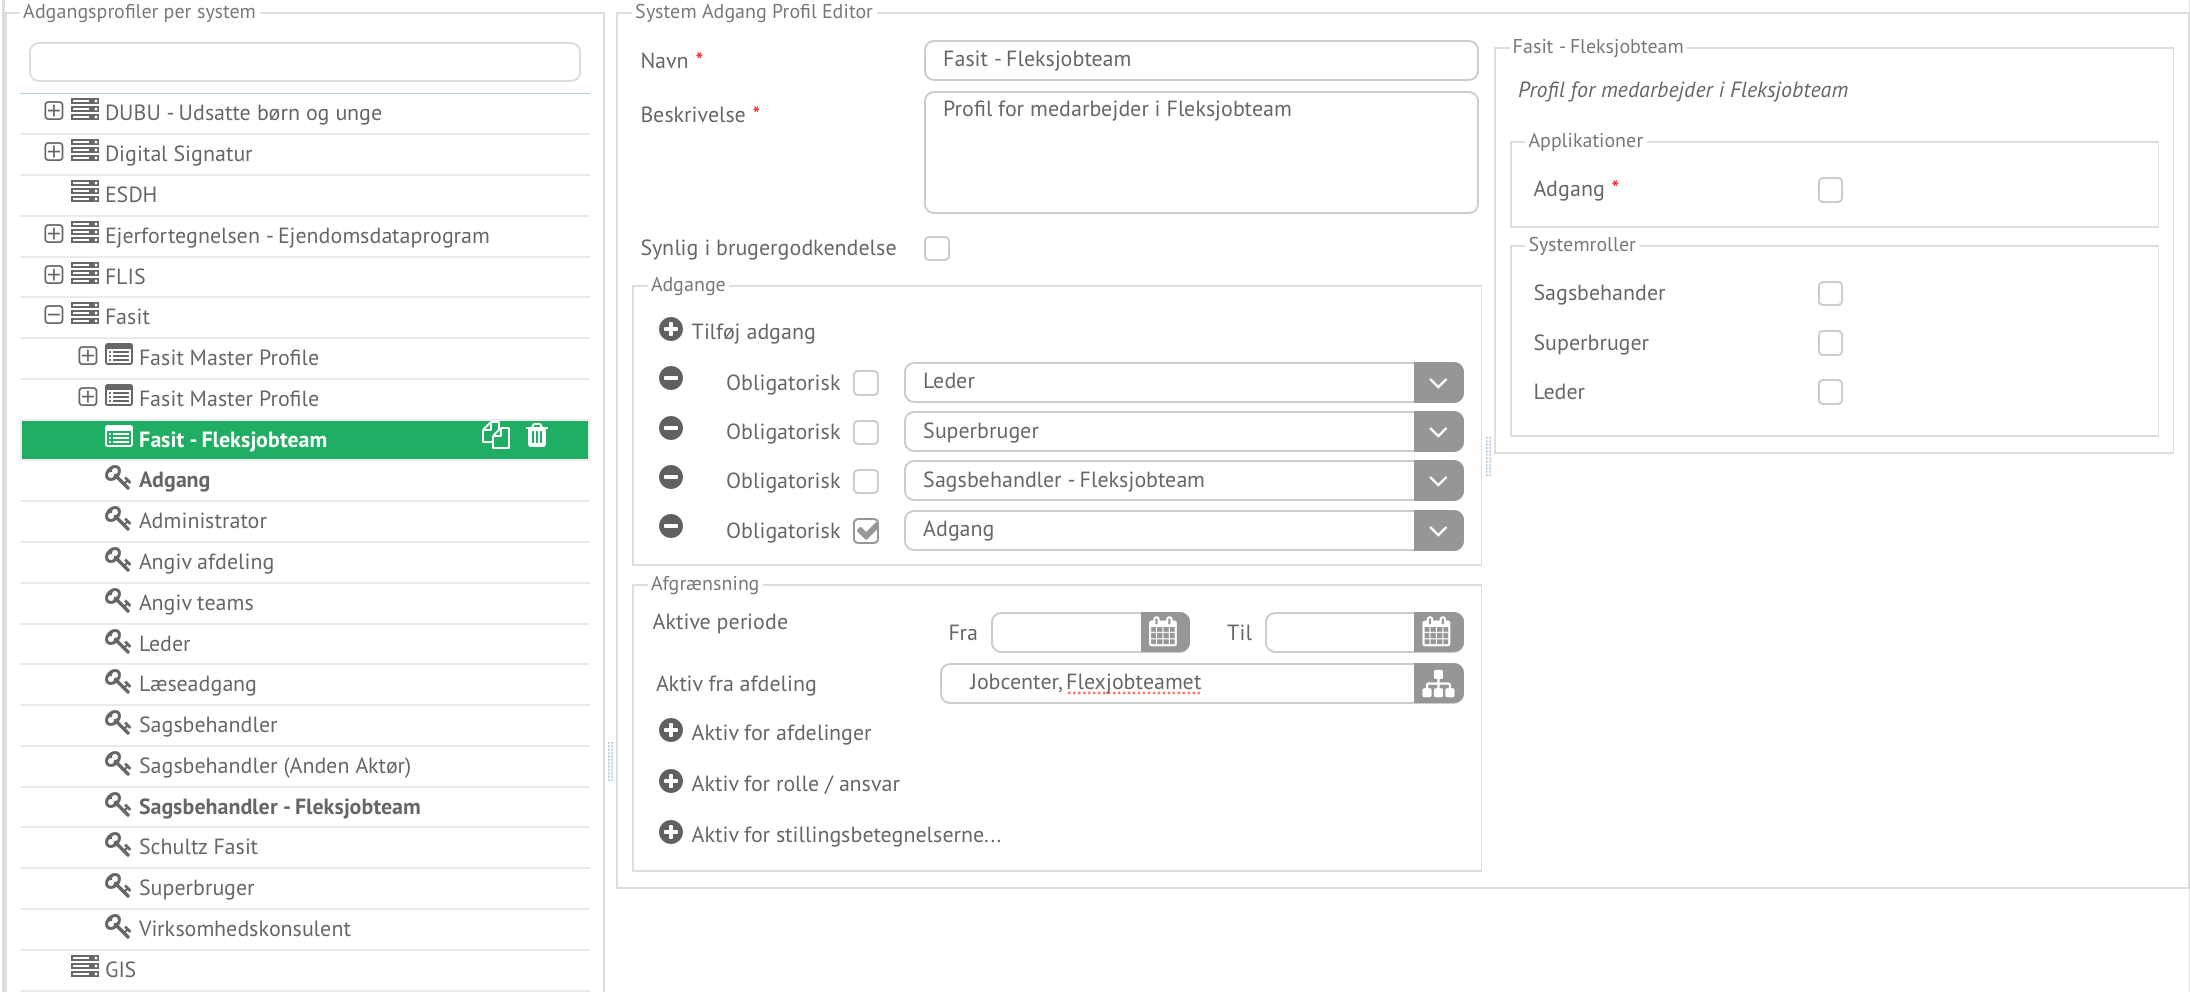 Adgangsprofiler per system
DUBU - Udsatte børn og unge
Digital Signatur
ESDH
Ejerfortegnelsen - Ejendomsdataprogram
FLIS
Fasit
Fasit Master Profile
Fasit Master Profile
Fasit - Fleksjobteam
Adgang
Administrator
Angiv afdeling
Angiv teams
Leder
Læseadgang
Sagsbehandler
Sagsbehandler (Anden Aktør)
Sagsbehandler - Fleksjobteam
Schultz Fasit
Superbruger
Virksomhedskonsulent
GIS
System Adgang Profil Editor
Navn * Fasit - Fleksjobteam
Beskrivelse * Profil for medarbejder i Fleksjobteam
Synlig i brugergodkendelse
Adgange
Tilføj adgang
Obligatorisk Leder
Obligatorisk Superbruger
Obligatorisk Sagsbehandler - Fleksjobteam
Obligatorisk Adgang
Afgrænsning
Aktive periode Fra Til
Aktiv fra afdeling Jobcenter, Flexjobteamet
Aktiv for afdelinger
Aktiv for rolle / ansvar
Aktiv for stillingsbetegnelserne...
Fasit - Fleksjobteam
Profil for medarbejder i Fleksjobteam
Applikationer
Adgang *
Systemroller
Sagsbehander
Superbruger
Leder